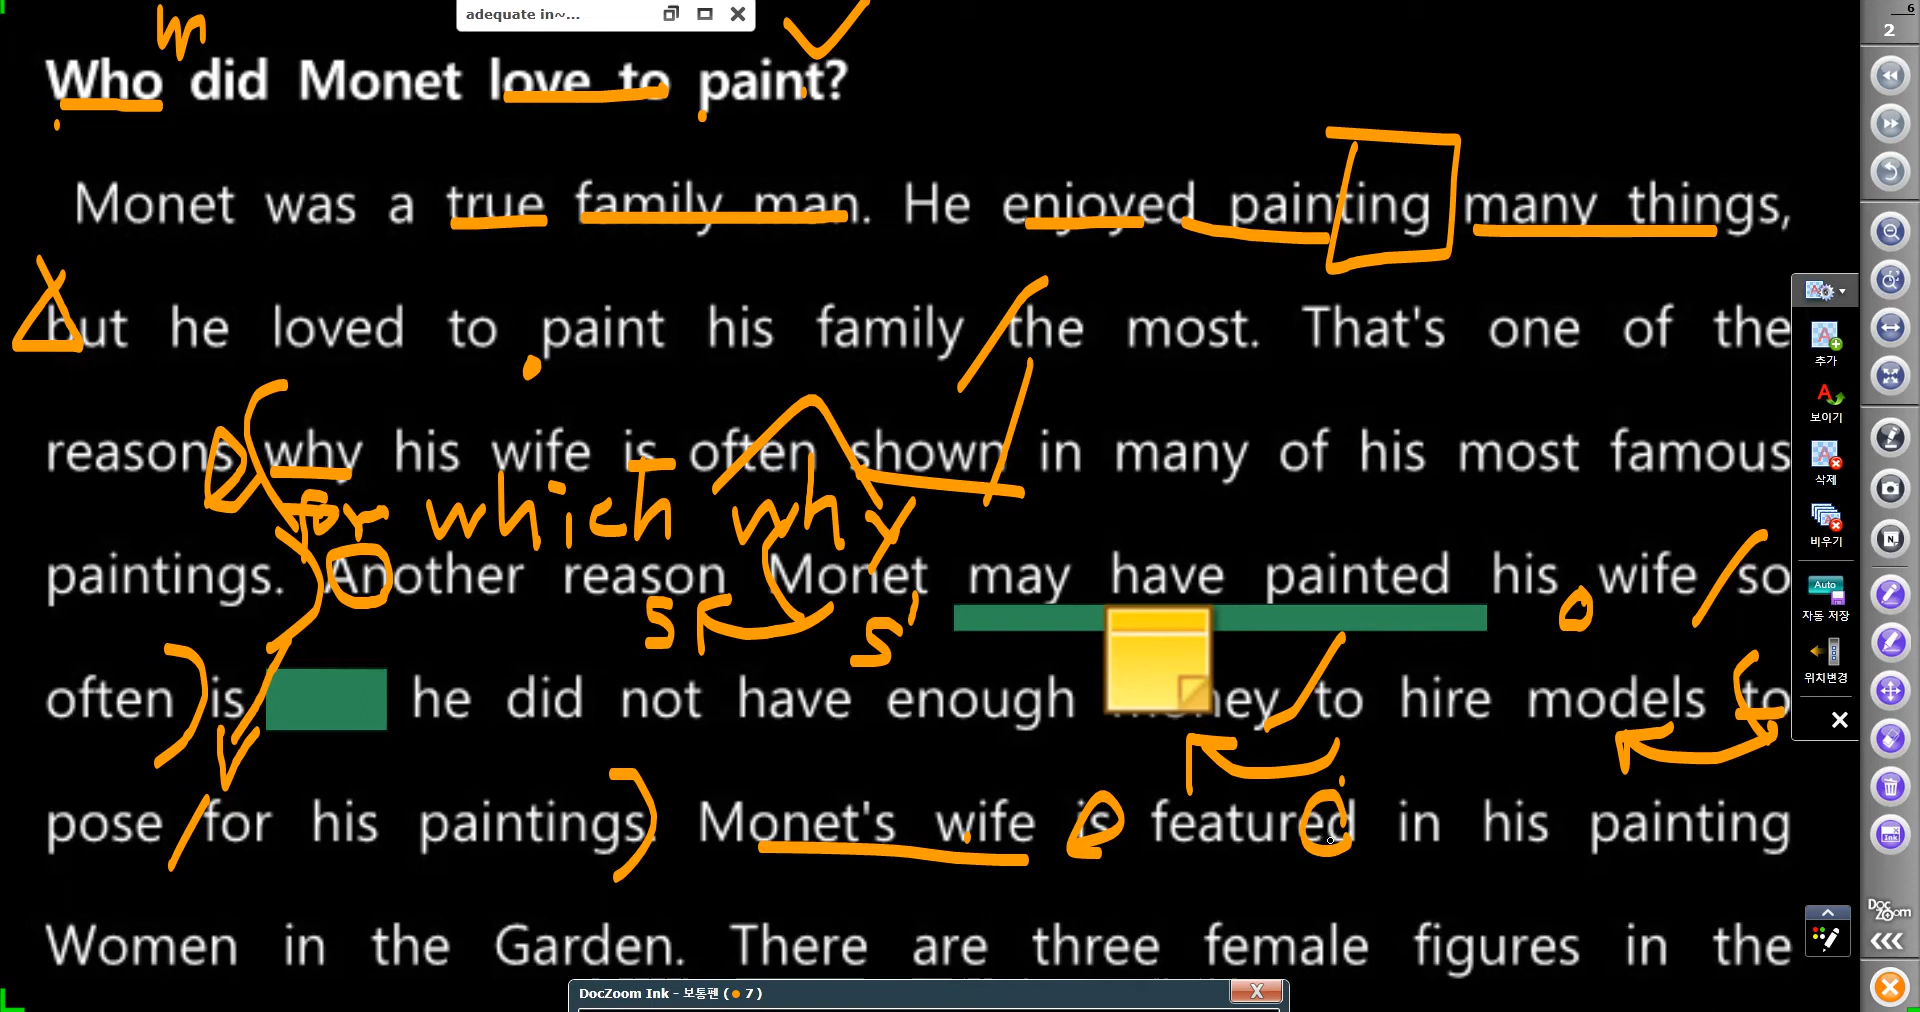 adequate in~...
6
2
m
Who did Monet love to paint?
Monet was a true family man. He enjoyed painting many things,
but he loved to paint his family the most. That's one of the
reasons why his wife is often shown in many of his most famous
for which why
paintings. Another reason Monet may have painted his wife so
S S'
often is he did not have enough to hire models to
pose for his paintings. Monet's wife is featured in his painting
Women in the Garden. There are three female figures in the
추가
보이기
삭제
비우기
Auto
자동 저장
위치변경
Doc Zoom
DocZoom Ink - 보통펜 ( 7 )